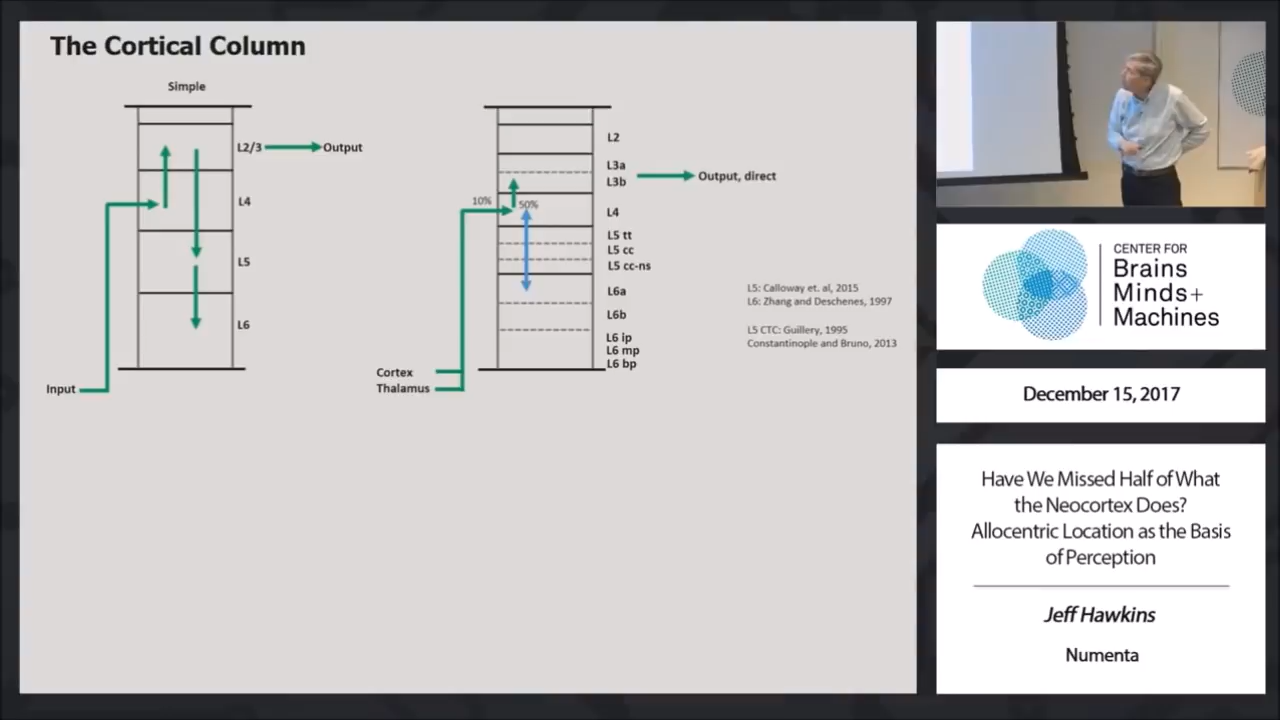 The Cortical Column
Simple
L2/3
Output
L4
L5
L6
Input
L2
L3a
L3b
Output, direct
10%
50%
L4
L5 tt
L5 cc
L5 cc-ns
L6a
L6b
L6 ip
L6 mp
L6 bp
Cortex
Thalamus
L5: Calloway et. al, 2015
L6: Zhang and Deschenes, 1997
L5 CTC: Guillery, 1995
Constantinople and Bruno, 2013
CENTER FOR
Brains
Minds+
Machines
December 15, 2017
Have We Missed Half of What
the Neocortex Does?
Allocentric Location as the Basis
of Perception
Jeff Hawkins
Numenta